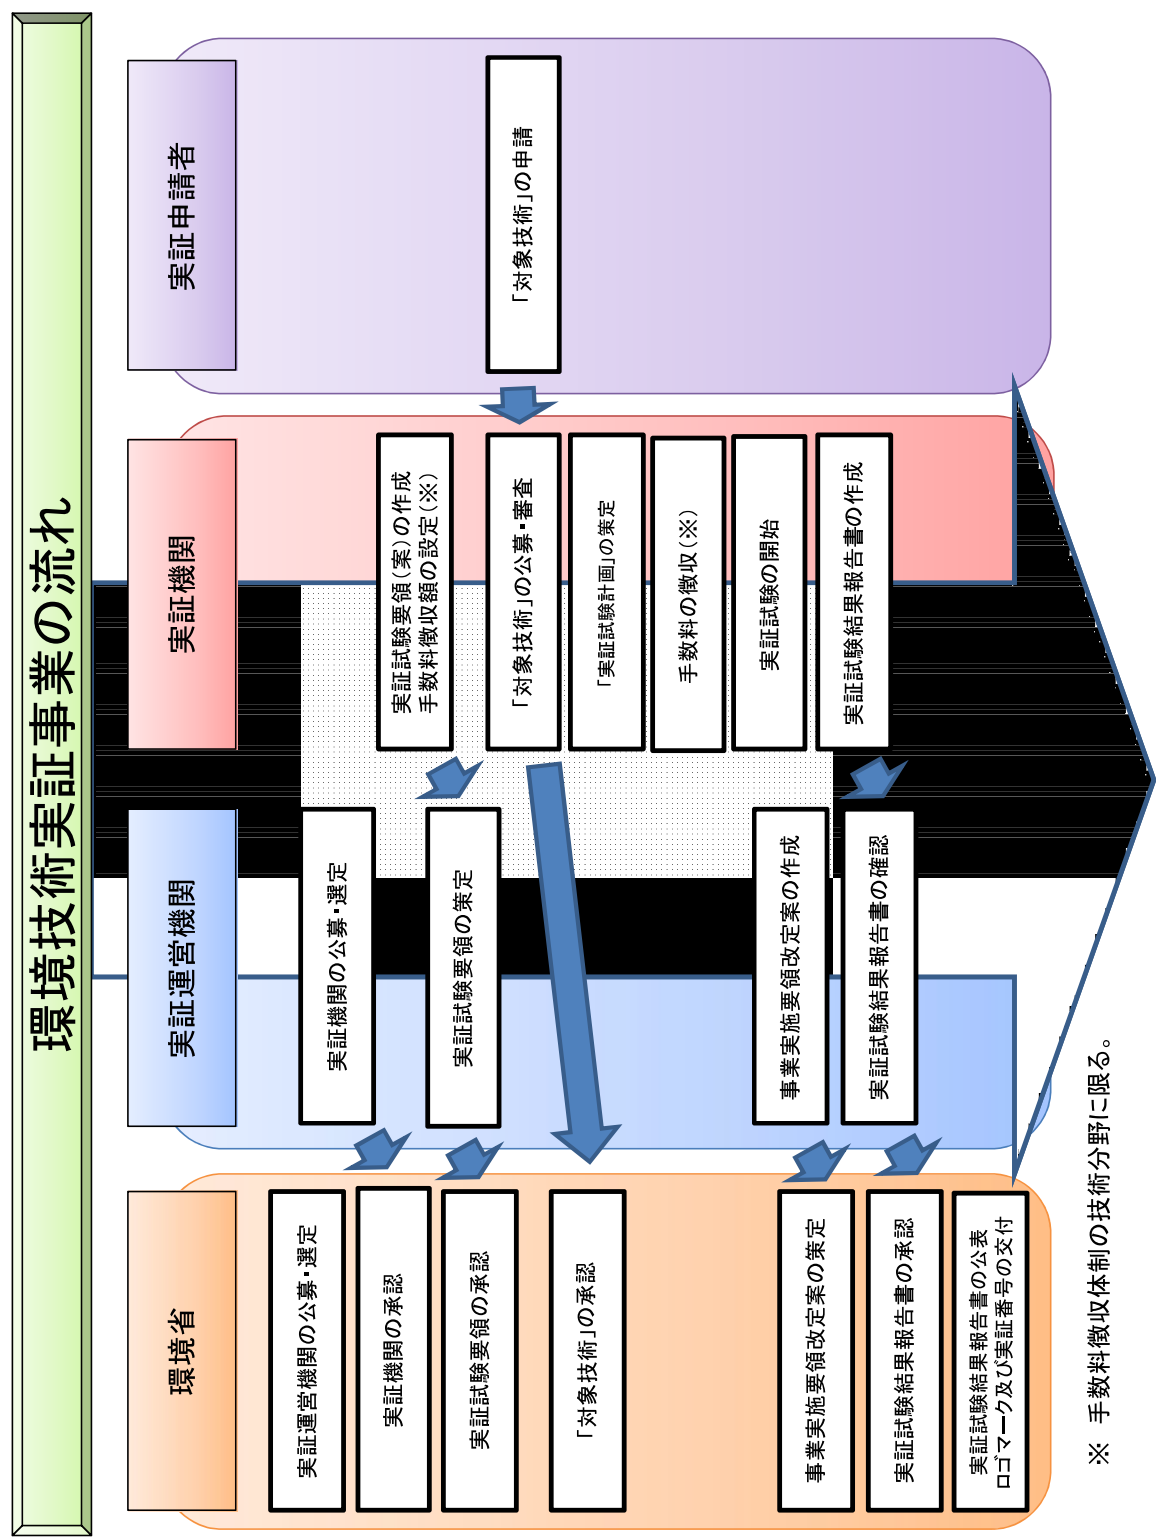 環境技術実証事業の流れ
環境省
実証運営機関
実証機関
実証申請者
実証運営機関の公募・選定
実証機関の公募・選定
実証機関の承認
実証試験要領（案）の作成
手数料徴収額の設定（※）
実証試験要領の策定
実証試験要領の承認
「対象技術」の申請
「対象技術」の公募・審査
「対象技術」の承認
「実証試験計画」の策定
手数料の徴収（※）
実証試験の開始
事業実施要領改定案の作成
事業実施要領改定案の策定
実証試験結果報告書の作成
実証試験結果報告書の確認
実証試験結果報告書の承認
実証試験結果報告書の公表
ロゴマーク及び実証番号の交付
※　手数料徴収体制の技術分野に限る。